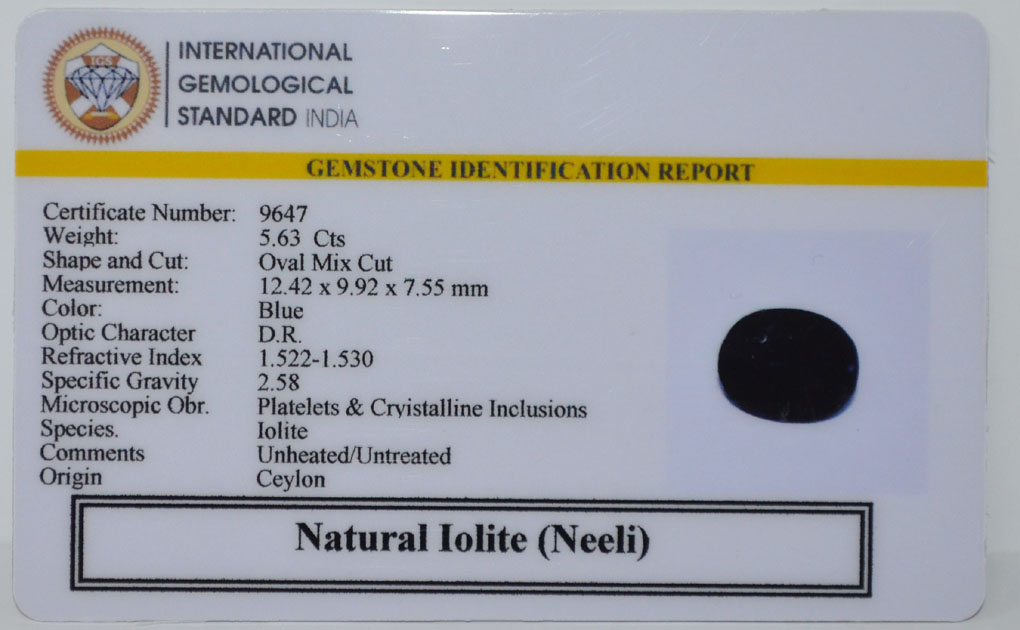 IGS
INTERNATIONAL
GEMOLOGICAL
STANDARD INDIA
GEMSTONE IDENTIFICATION REPORT
Certificate Number: 9647
Weight: 5.63 Cts
Shape and Cut: Oval Mix Cut
Measurement: 12.42 x 9.92 x 7.55 mm
Color: Blue
Optic Character D.R.
Refractive Index 1.522-1.530
Specific Gravity 2.58
Microscopic Obr. Platelets & Cryistalline Inclusions
Species. Iolite
Comments Unheated/Untreated
Origin Ceylon
Natural Iolite (Neeli)